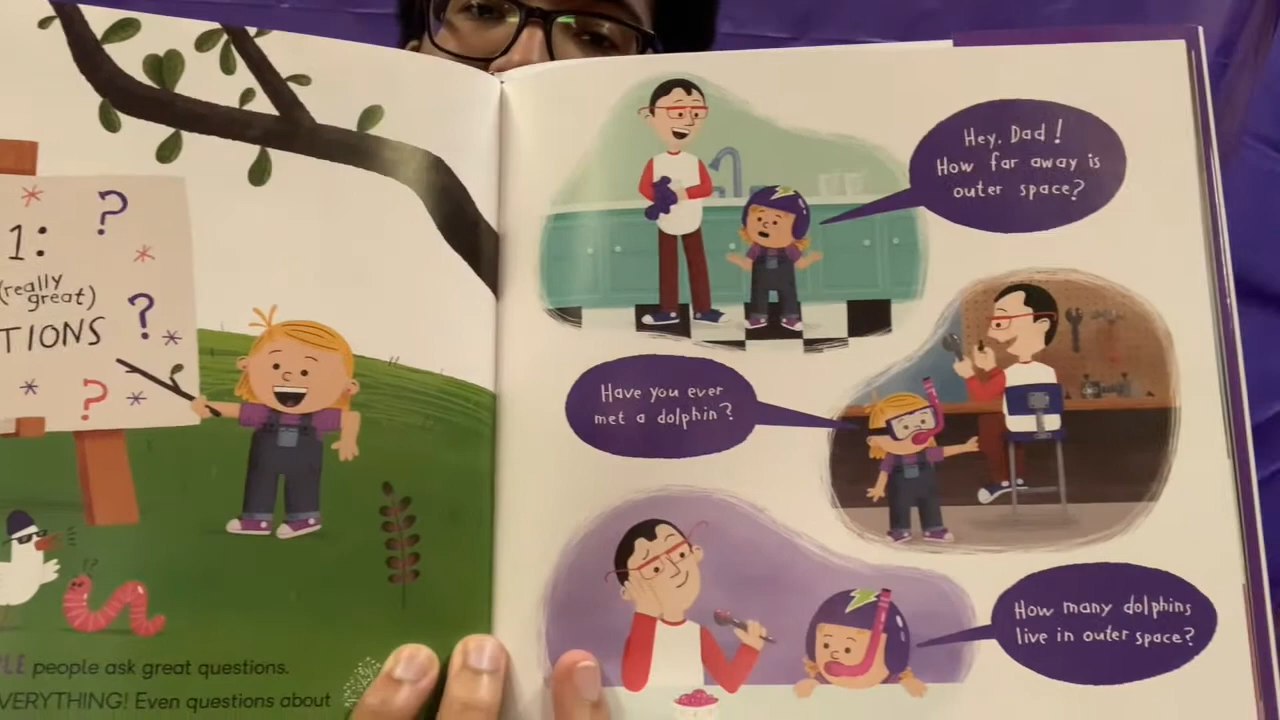 1:
(really
great)
TIONS
PLE people ask great questions.
VERYTHING! Even questions about
Hey, Dad!
How far away is
outer space?
Have you ever
met a dolphin?
How many dolphins
live in outer space?